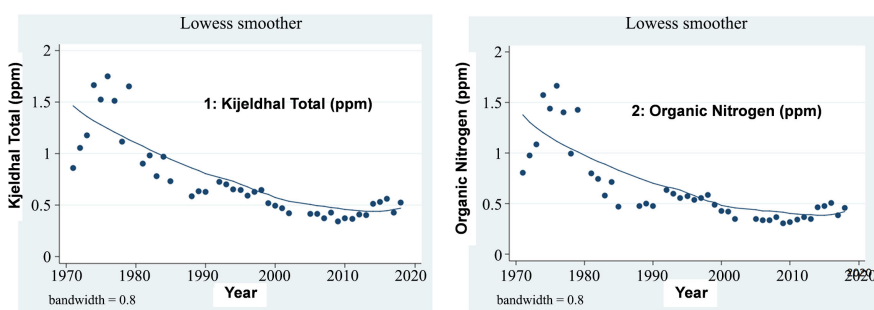 Lowess smoother
Kjeldhal Total (ppm)
2
1.5
1
0.5
0
1: Kijeldhal Total (ppm)
1970 1980 1990 2000 2010 2020
Year
bandwidth = 0.8
Lowess smoother
Organic Nitrogen (ppm)
2
1.5
1
0.5
0
2: Organic Nitrogen (ppm)
1970 1980 1990 2000 2010 2020
2020
Year
bandwidth = 0.8